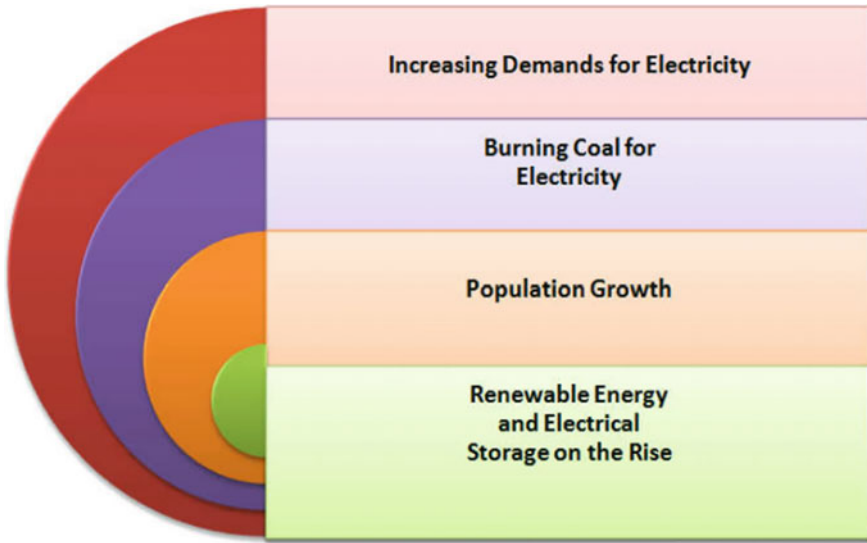 Increasing Demands for Electricity
Burning Coal for
Electricity
Population Growth
Renewable Energy
and Electrical
Storage on the Rise